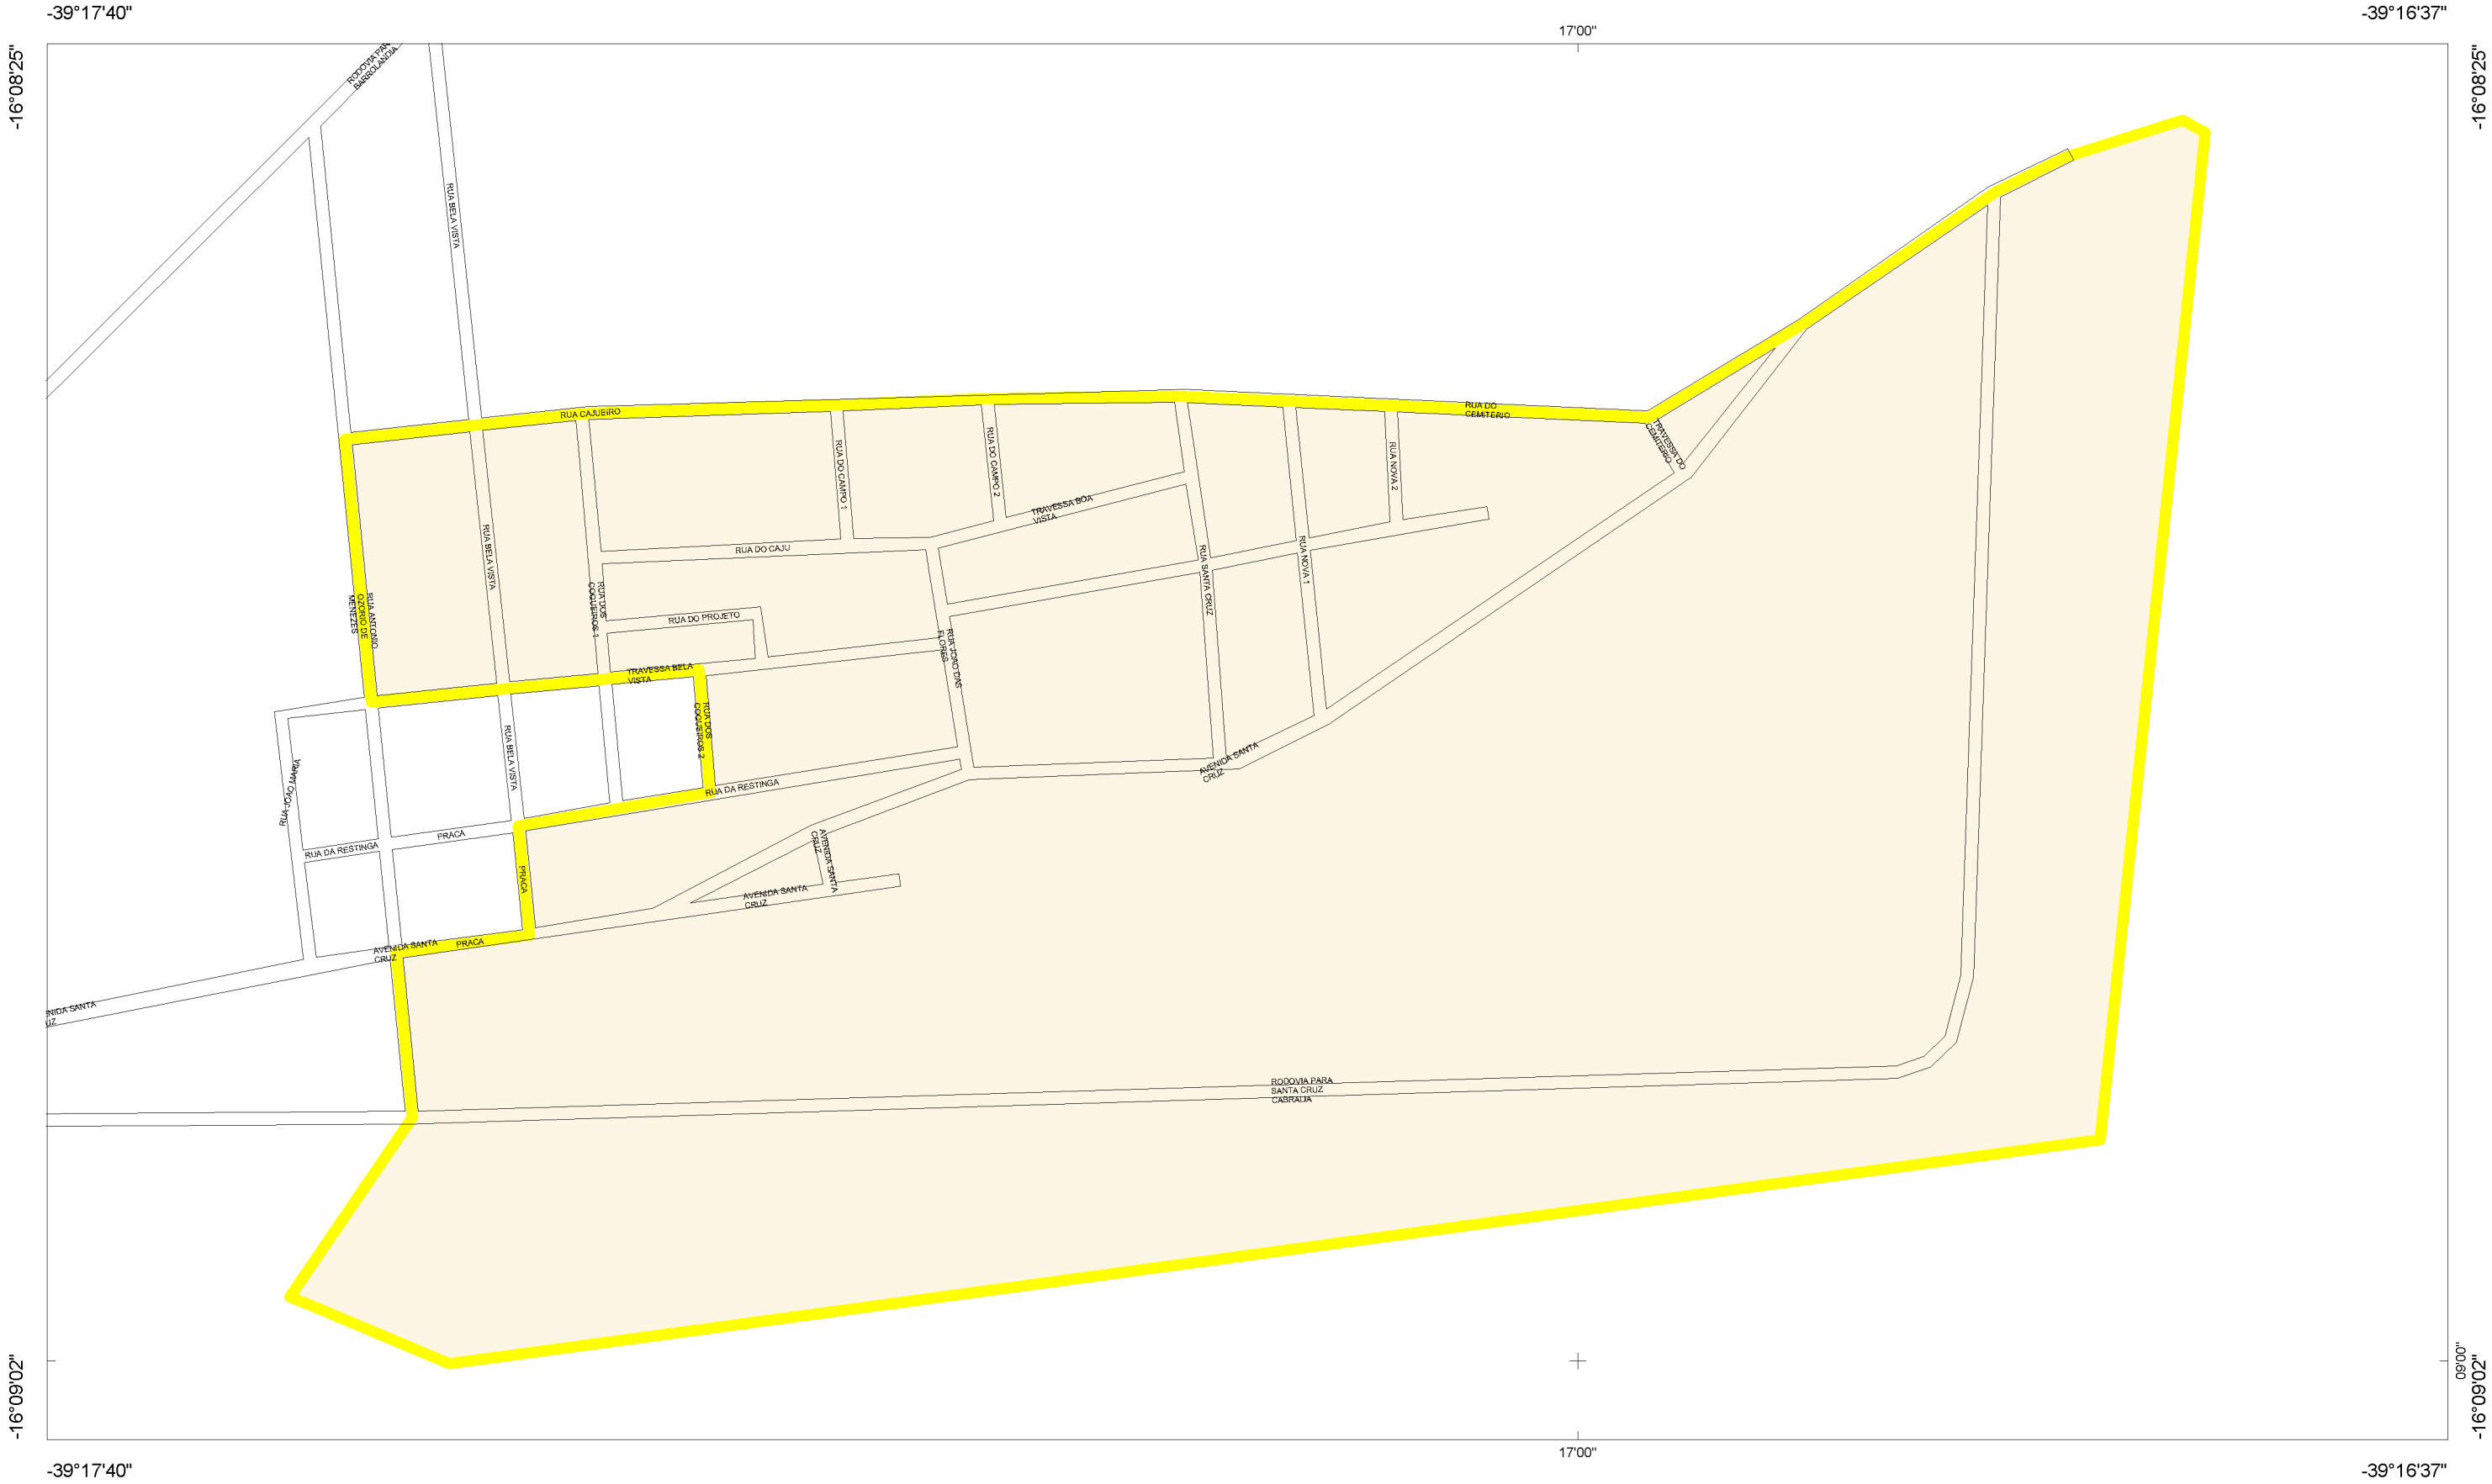 -39°17'40"
-39°16'37"
17'00"
-16°08'25"
-16°08'25"
RODOVIA PAR
BARROLANDIA
RUA BELA VISTA
RUA CAJUEIRO
RUA DO
CEMITERIO
TRAVESSA DO
CEMITERIO
RUA DO CAMPO 1
RUA DO CAMPO 2
RUA NOVA 2
TRAVESSA BOA
VISTA
RUA BELA VISTA
RUA DO CAJU
RUA SANTA CRUZ
RUA NOVA 1
RUA ANTONIO
OZORIO DE
MENEZES
RUA DOS
COQUEIROS 1
RUA DO PROJETO
RUA JOAO DAS
FLORES
TRAVESSA BELA
VISTA
RUA DOS
COQUEIROS 2
RUA BELA VISTA
RUA JOAO MARIA
AVENIDA SANTA
CRUZ
RUA DA RESTINGA
PRACA
RUA DA RESTINGA
AVENIDA SANTA
CRUZ
PRACA
AVENIDA SANTA
CRUZ
AVENIDA SANTA
CRUZ
PRACA
ENIDA SANTA
UZ
RODOVIA PARA
SANTA CRUZ
CABRALIA
09'00"
-16°09'02"
-16°09'02"
17'00"
-39°17'40"
-39°16'37"